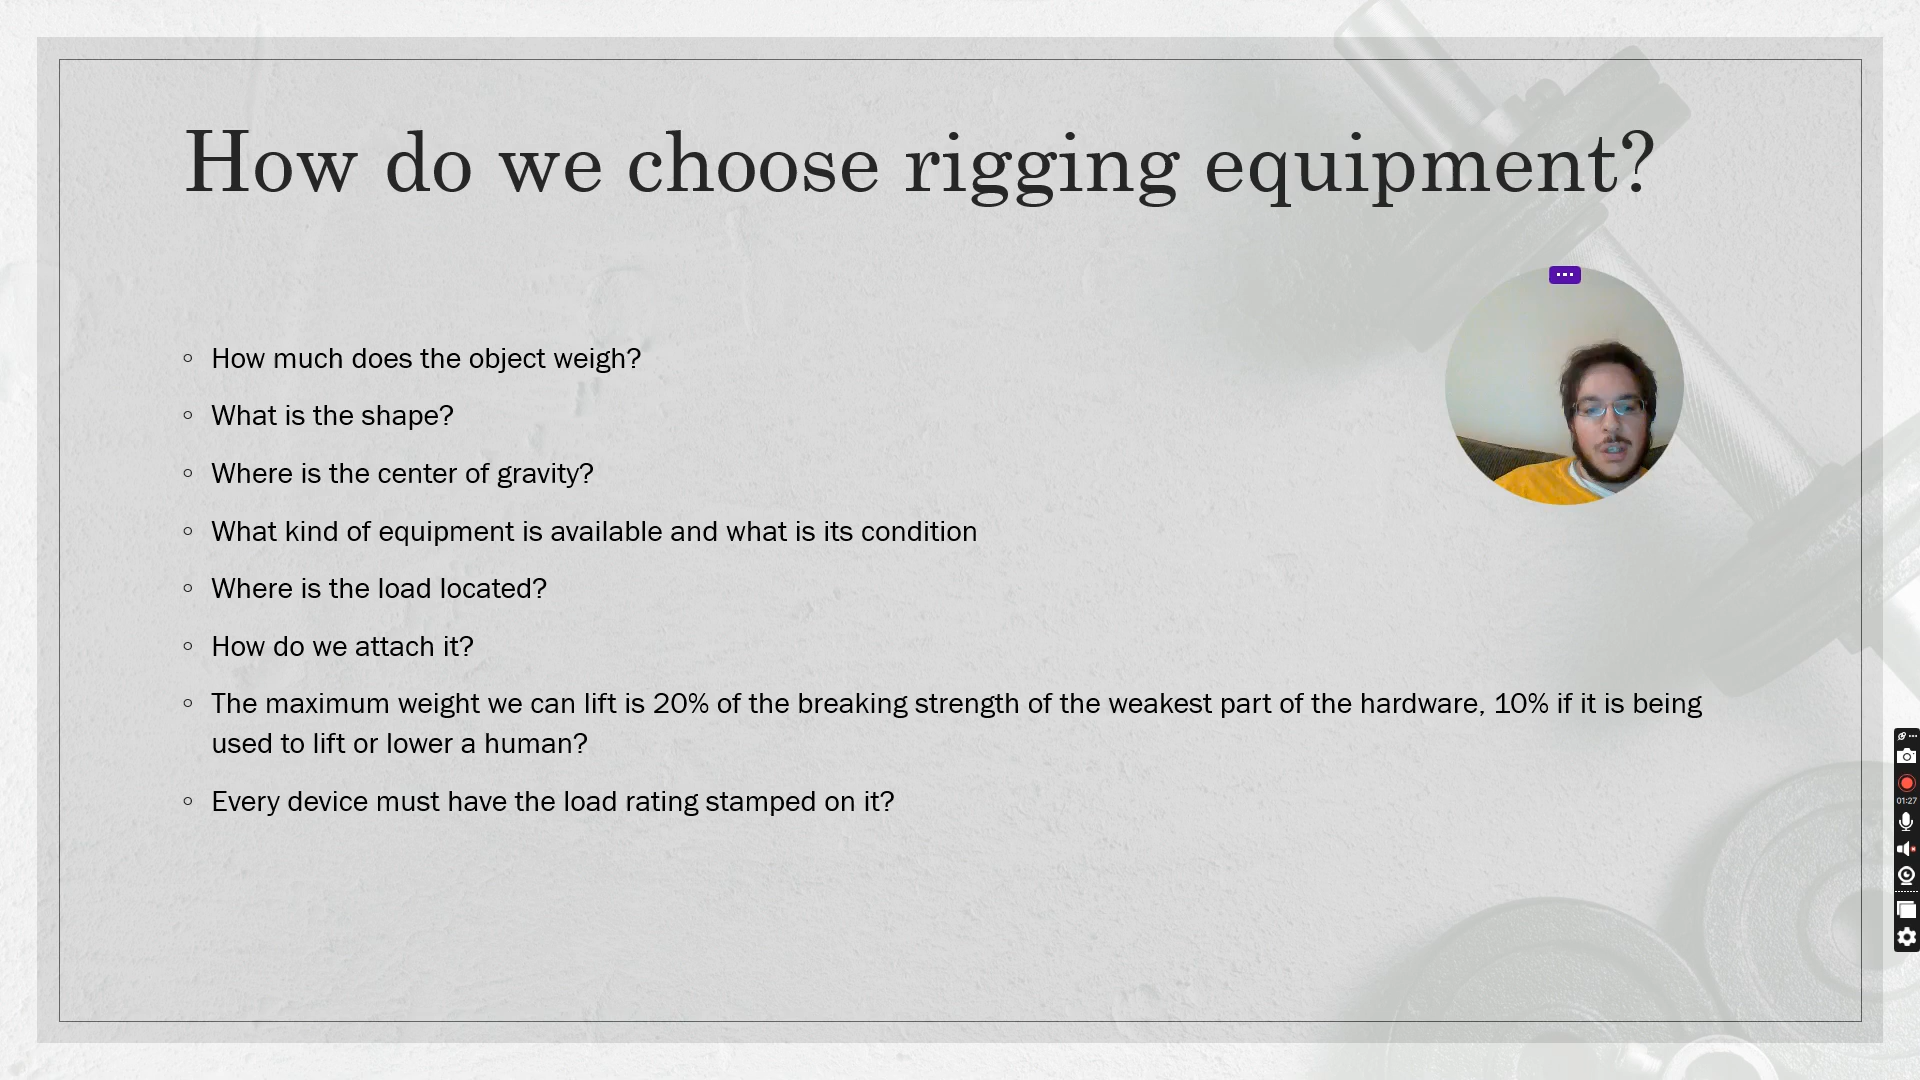 How do we choose rigging equipment?
How much does the object weigh?
What is the shape?
Where is the center of gravity?
What kind of equipment is available and what is its condition
Where is the load located?
How do we attach it?
The maximum weight we can lift is 20% of the breaking strength of the weakest part of the hardware, 10% if it is being
used to lift or lower a human?
Every device must have the load rating stamped on it?
01:27